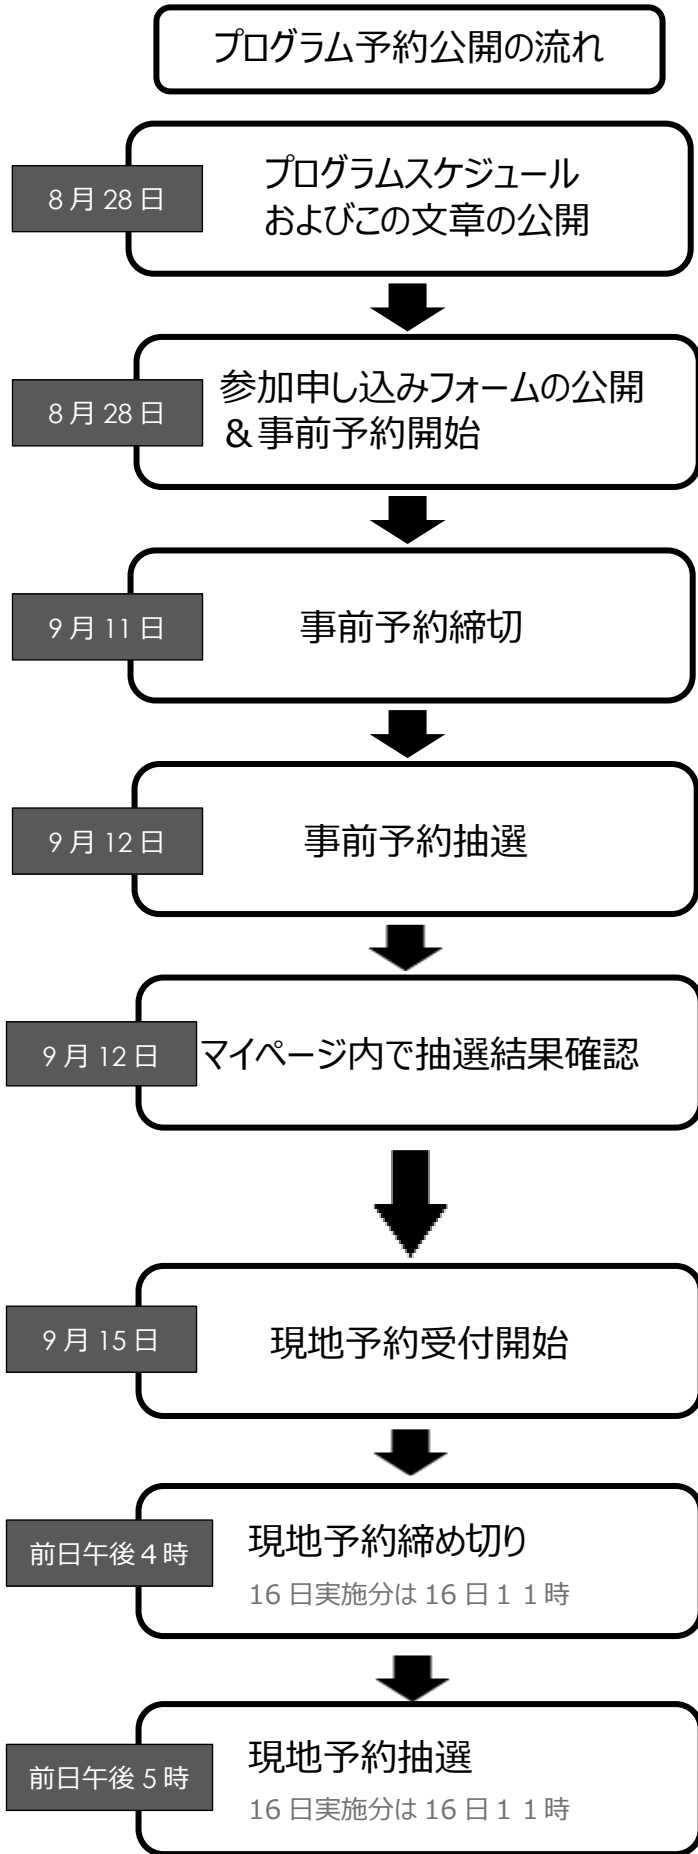 プログラム予約公開の流れ
8月28日
プログラムスケジュール
およびこの文章の公開
8月28日
参加申し込みフォームの公開
＆事前予約開始
9月11日
事前予約締切
9月12日
事前予約抽選
9月12日
マイページ内で抽選結果確認
9月15日
現地予約受付開始
前日午後4時
現地予約締め切り
16日実施分は16日１１時
前日午後5時
現地予約抽選
16日実施分は16日１１時